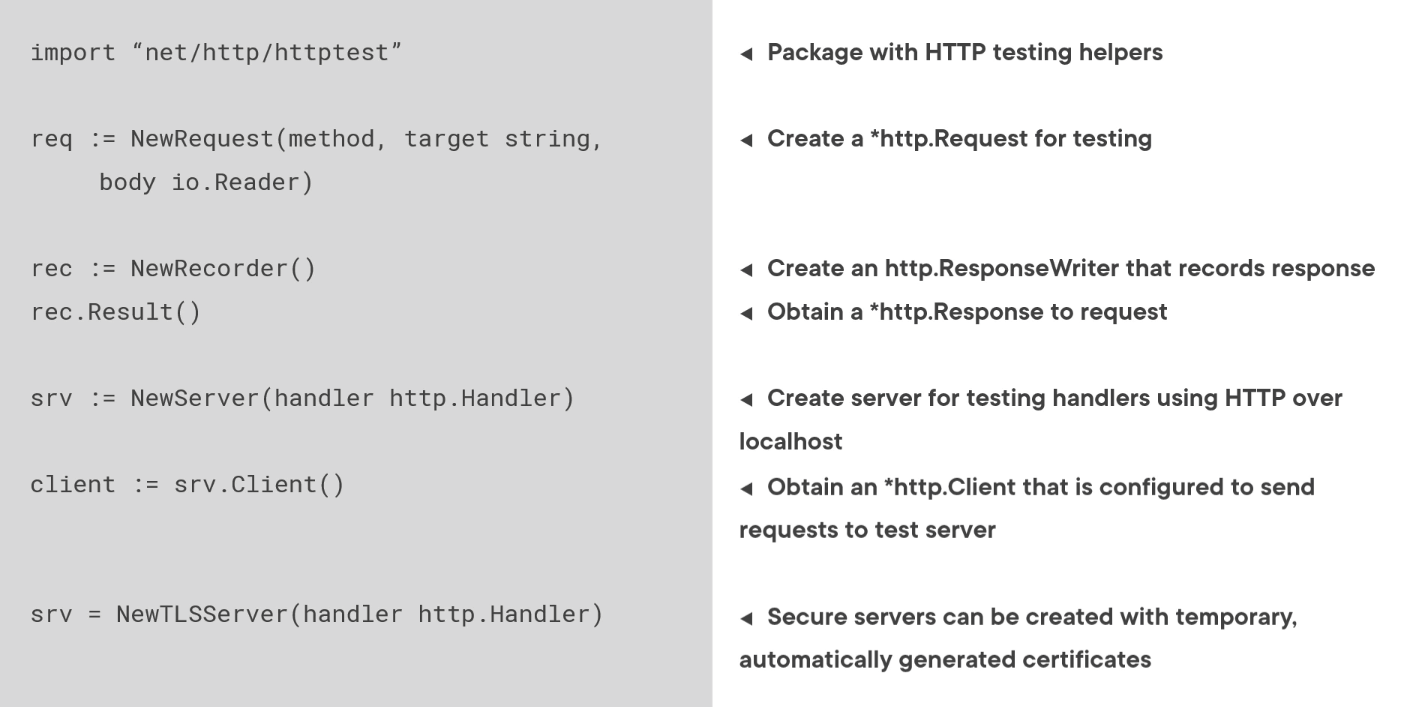 import “net/http/httptest”
◂ Package with HTTP testing helpers
req := NewRequest(method, target string,
body io.Reader)
◂ Create a *http.Request for testing
rec := NewRecorder()
◂ Create an http.ResponseWriter that records response
rec.Result()
◂ Obtain a *http.Response to request
srv := NewServer(handler http.Handler)
◂ Create server for testing handlers using HTTP over
localhost
client := srv.Client()
◂ Obtain an *http.Client that is configured to send
requests to test server
srv = NewTLSServer(handler http.Handler)
◂ Secure servers can be created with temporary,
automatically generated certificates